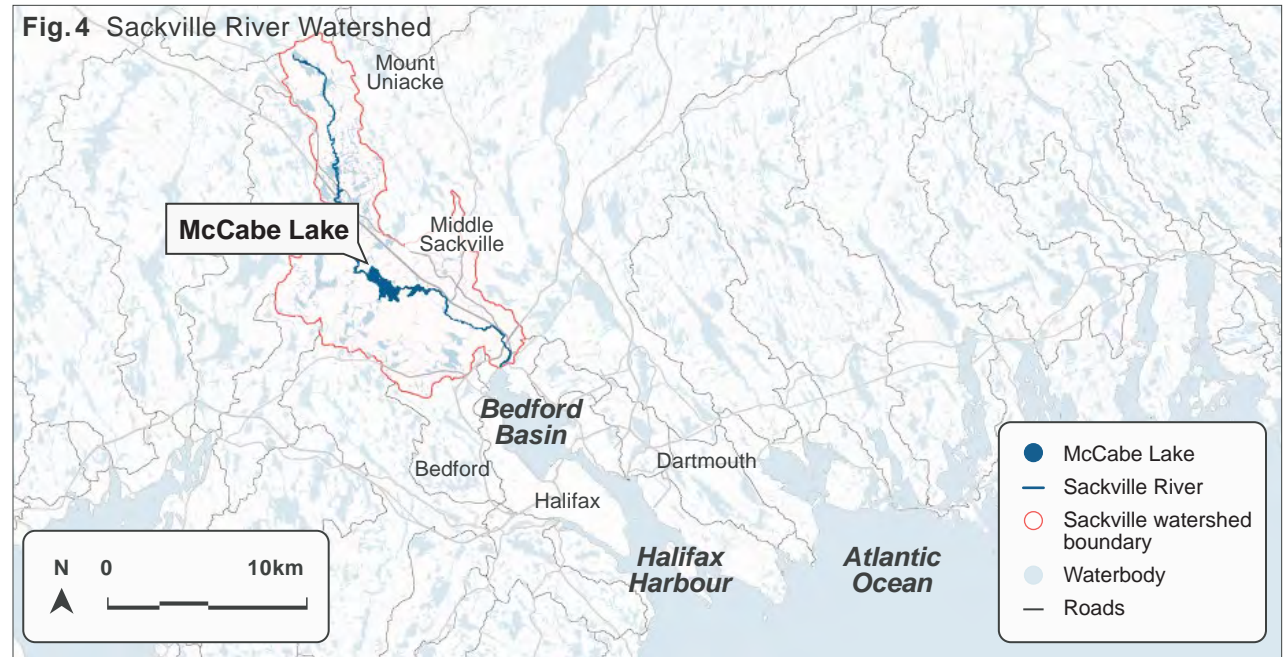 Fig.4 Sackville River Watershed
Mount
Uniacke
McCabe Lake
Middle
Sackville
Bedford
Basin
Bedford
Dartmouth
Halifax
Halifax
Harbour
Atlantic
Ocean
N 0 10km
McCabe Lake
Sackville River
Sackville watershed
boundary
Waterbody
Roads